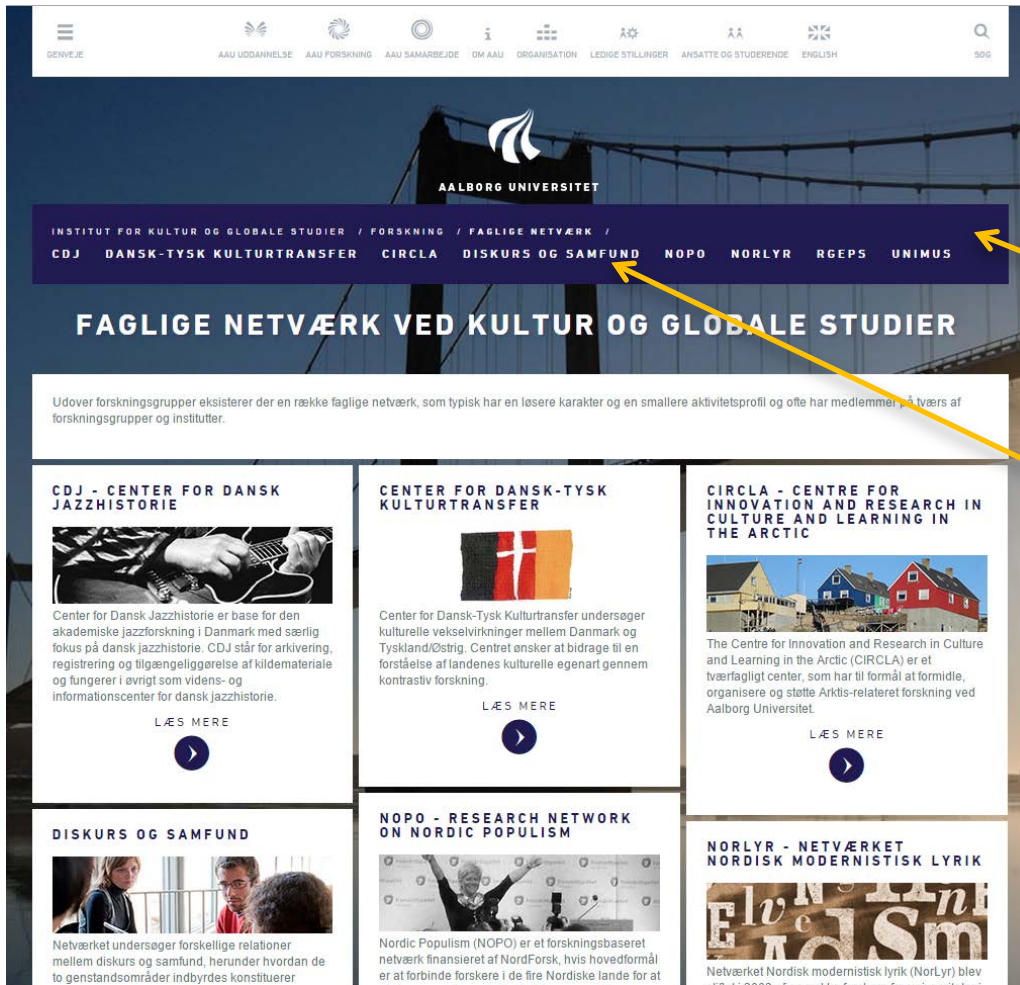 GENVEJE
AAU UDDANNELSE
AAU FORSKNING
AAU SAMARBEJDE
OM AAU
ORGANISATION
LEDIGE STILLINGER
ANSATTE OG STUDERENDE
ENGLISH
SØG
AALBORG UNIVERSITET
INSTITUT FOR KULTUR OG GLOBALE STUDIER / FORSKNING / FAGLIGE NETVÆRK /
CDJ DANSK-TYSK KULTURTRANSFER CIRCLA DISKURS OG SAMFUND NOPO NORLYR RGEPS UNIMUS
FAGLIGE NETVÆRK VED KULTUR OG GLOBALE STUDIER
Udover forskningsgrupper eksisterer der en række faglige netværk, som typisk har en løsere karakter og en smallere aktivitetsprofil og ofte har medlemmer på tværs af
forskningsgrupper og institutter.
CDJ - CENTER FOR DANSK
JAZZHISTORIE
Center for Dansk Jazzhistorie er base for den
akademiske jazzforskning i Danmark med særlig
fokus på dansk jazzhistorie. CDJ står for arkivering,
registrering og tilgængeliggørelse af kildemateriale
og fungerer i øvrigt som videns- og
informationscenter for dansk jazzhistorie.
LÆS MERE
CENTER FOR DANSK-TYSK
KULTURTRANSFER
Center for Dansk-Tysk Kulturtransfer undersøger
kulturelle vekselvirkninger mellem Danmark og
Tyskland/Østrig. Centret ønsker at bidrage til en
forståelse af landenes kulturelle egenart gennem
kontrastiv forskning.
LÆS MERE
CIRCLA - CENTRE FOR
INNOVATION AND RESEARCH IN
CULTURE AND LEARNING IN
THE ARCTIC
The Centre for Innovation and Research in Culture
and Learning in the Arctic (CIRCLA) er et
tværfagligt center, som har til formål at formidle,
organisere og støtte Arktis-relateret forskning ved
Aalborg Universitet.
LÆS MERE
DISKURS OG SAMFUND
Netværket undersøger forskellige relationer
mellem diskurs og samfund, herunder hvordan de
to genstandsområder indbyrdes konstituerer
NOPO - RESEARCH NETWORK
ON NORDIC POPULISM
Nordic Populism (NOPO) er et forskningsbaseret
netværk finansieret af NordForsk, hvis hovedformål
er at forbinde forskere i de fire Nordiske lande for at
NORLYR - NETVÆRKET
NORDISK MODERNISTISK LYRIK
Netværket Nordisk modernistisk lyrik (NorLyr) blev